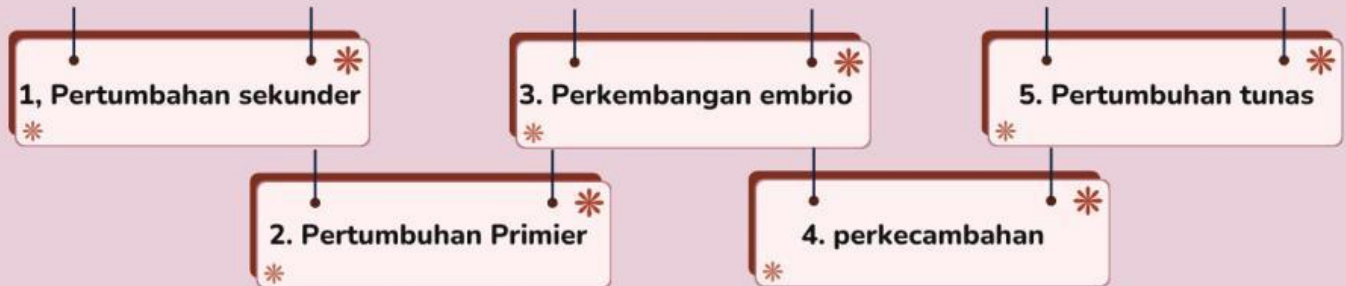 1, Pertumbahan sekunder
2. Pertumbuhan Primier
3. Perkembangan embrio
4. perkecambahan
5. Pertumbuhan tunas